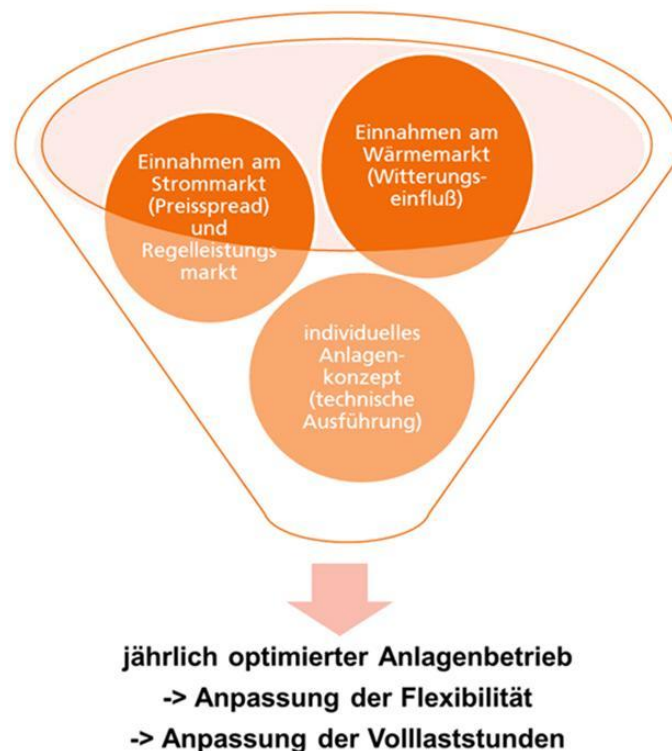 Einnahmen am
Strommarkt
(Preisspread)
und
Regelleistungs
markt
Einnahmen am
Wärmemarkt
(Witterungs-
einfluß)
individuelles
Anlagen-
konzept
(technische
Ausführung)
jährlich optimierter Anlagenbetrieb
-> Anpassung der Flexibilität
-> Anpassung der Volllaststunden